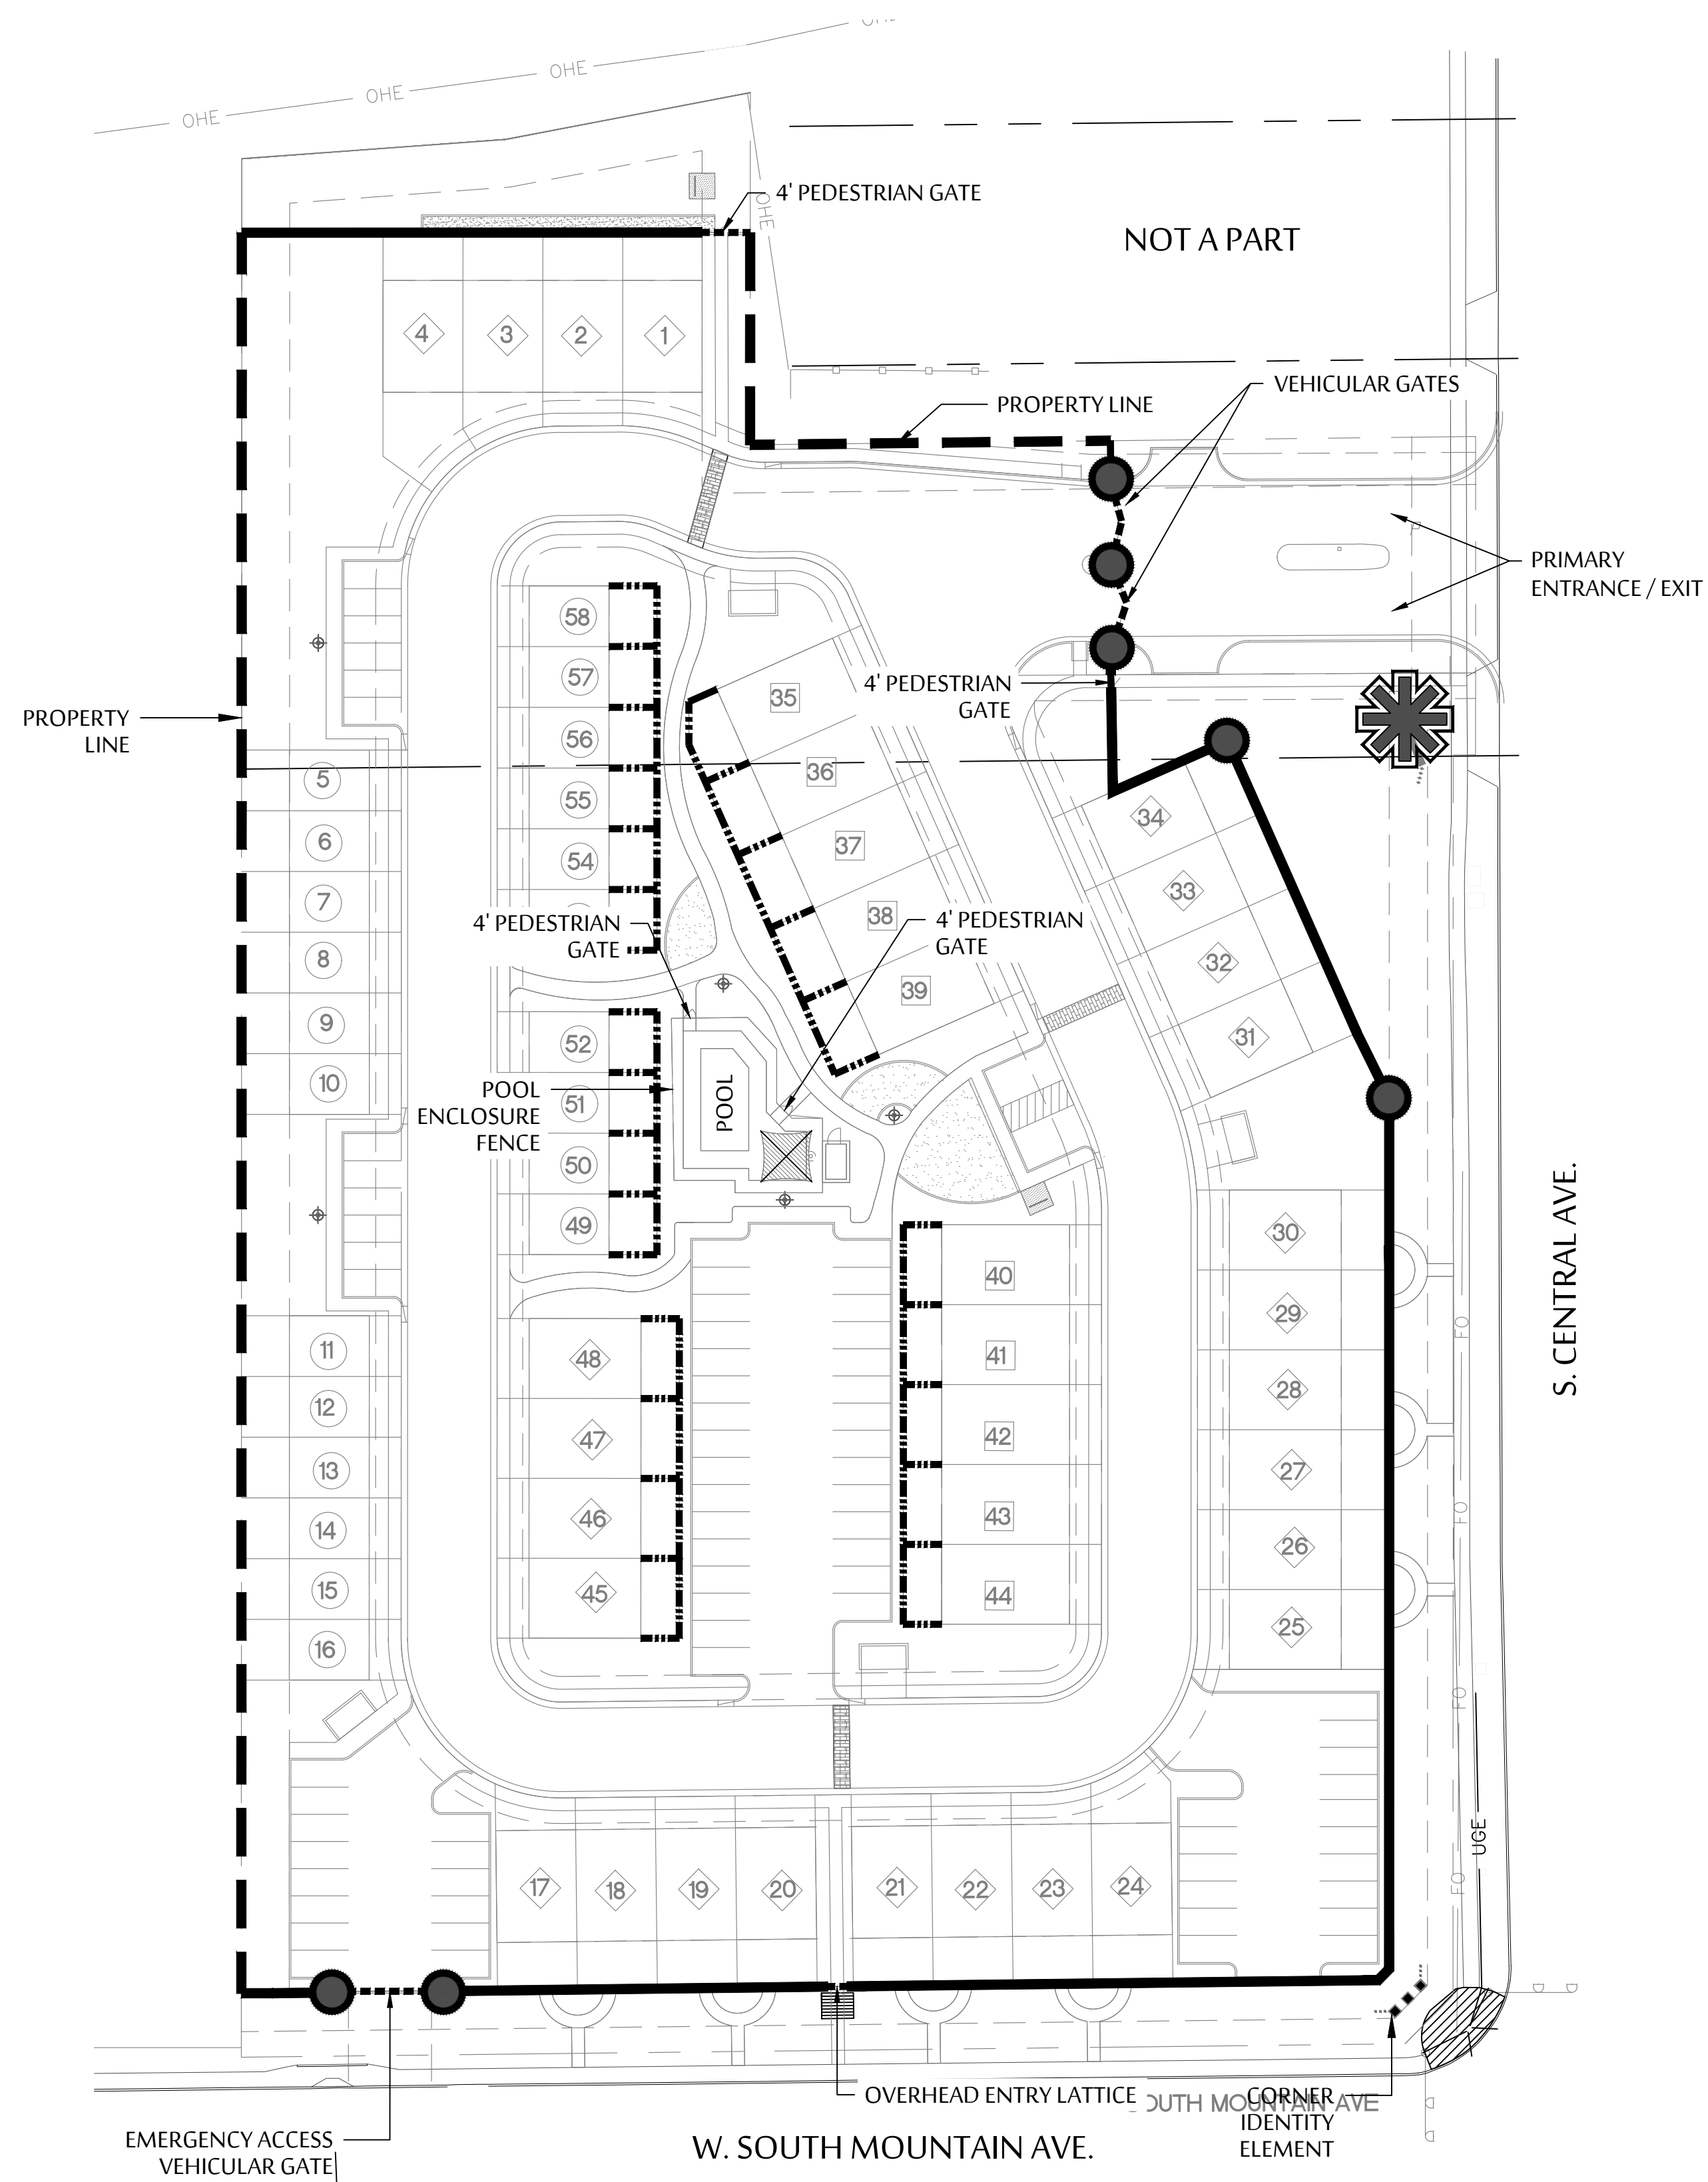 OHE
OHE
OHE
OHE
4' PEDESTRIAN GATE
NOT A PART
4
3
2
1
VEHICULAR GATES
PROPERTY LINE
PRIMARY
ENTRANCE / EXIT
58
57
56
55
54
35
36
37
38
39
4' PEDESTRIAN
GATE
PROPERTY
LINE
5
6
7
8
9
10
34
33
32
31
4' PEDESTRIAN
GATE
4' PEDESTRIAN
GATE
52
51
50
49
POOL
ENCLOSURE
FENCE
POOL
S. CENTRAL AVE.
30
29
28
27
26
25
40
41
42
43
44
48
47
46
45
11
12
13
14
15
16
FO
FO
FO
FO
UGE
17
18
19
20
21
22
23
24
OVERHEAD ENTRY LATTICE
OUTH MOUNTAIN AVE
CORNER
IDENTITY
ELEMENT
EMERGENCY ACCESS
VEHICULAR GATE
W. SOUTH MOUNTAIN AVE.